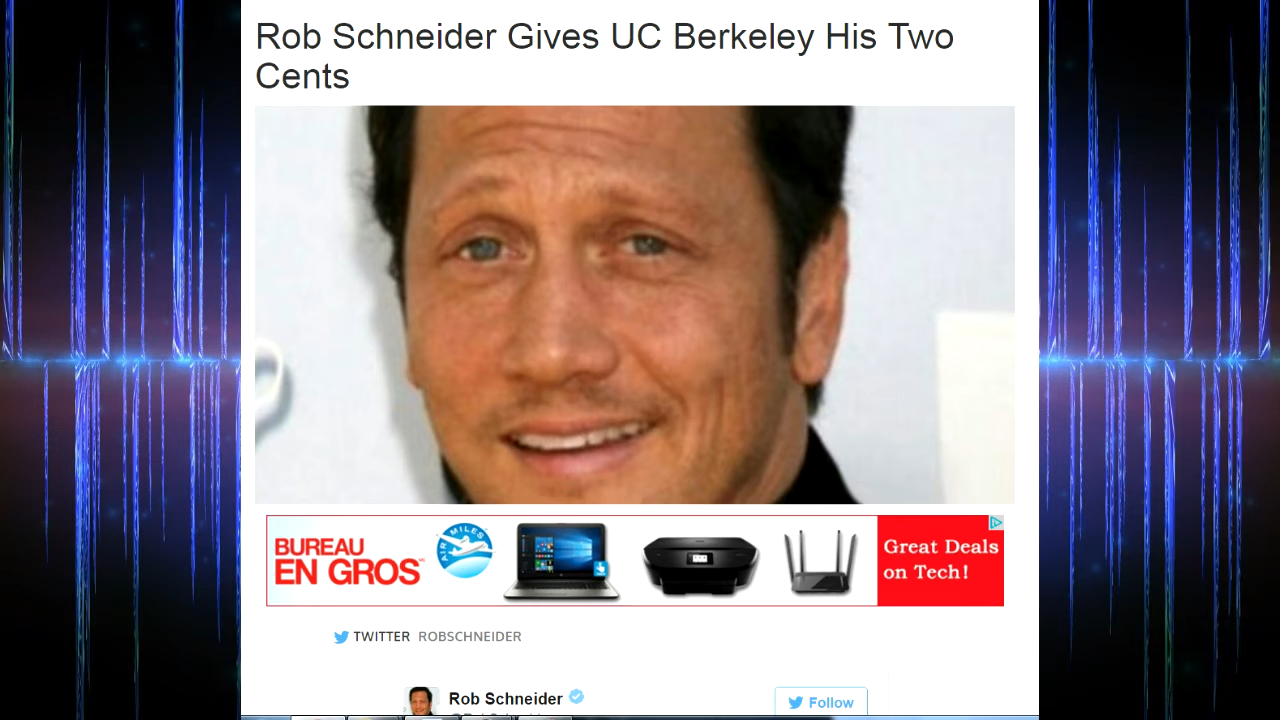 Rob Schneider Gives UC Berkeley His Two
Cents
BUREAU
EN GROS
AIR MILES
Great Deals
on Tech!
TWITTER ROBSCHNEIDER
Rob Schneider
Follow